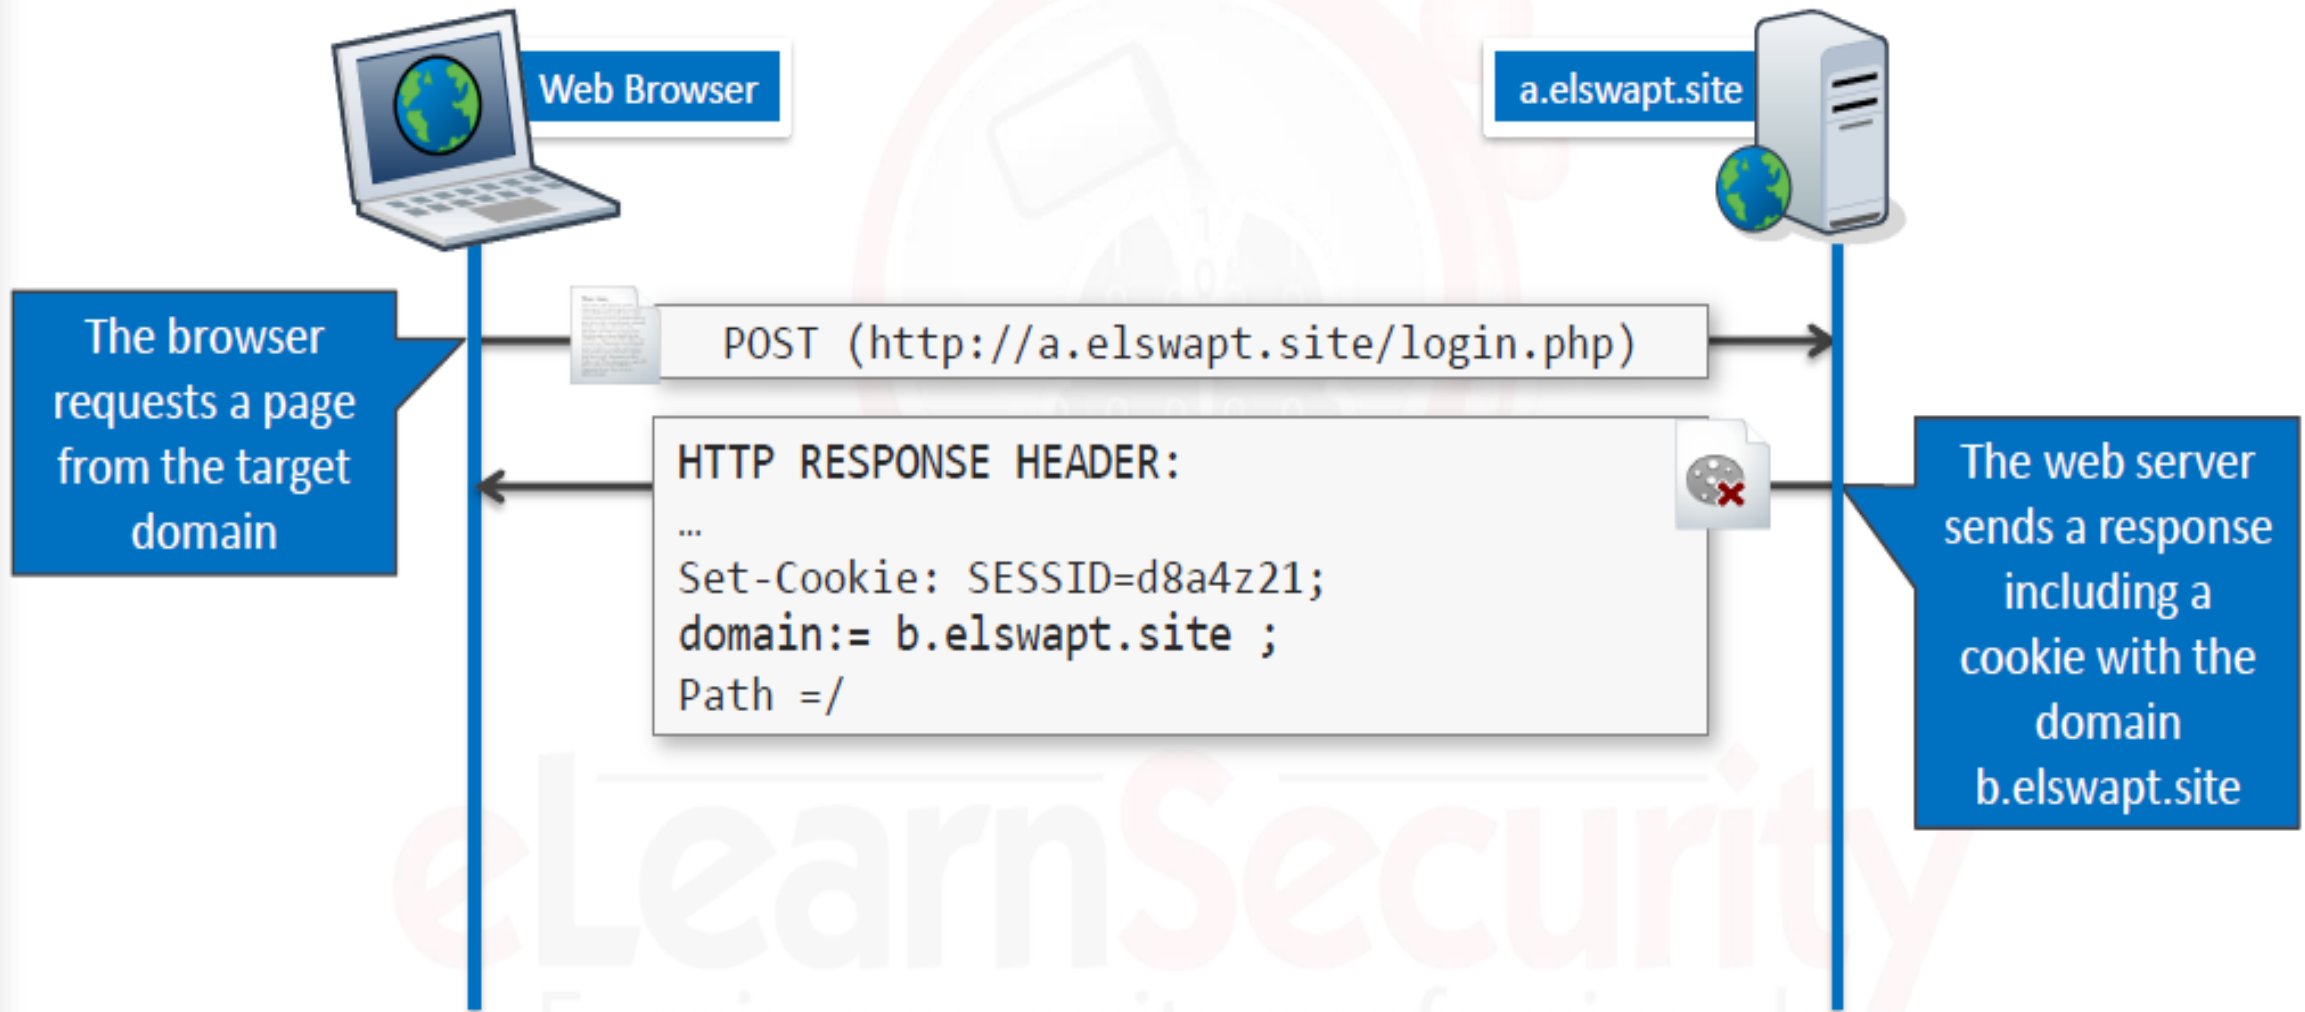 Web Browser
a.elswapt.site
The browser
requests a page
from the target
domain
POST (http://a.elswapt.site/login.php)
HTTP RESPONSE HEADER:
…
Set-Cookie: SESSID=d8a4z21;
domain:= b.elswapt.site ;
Path =/
The web server
sends a response
including a
cookie with the
domain
b.elswapt.site
eLearnSecurity